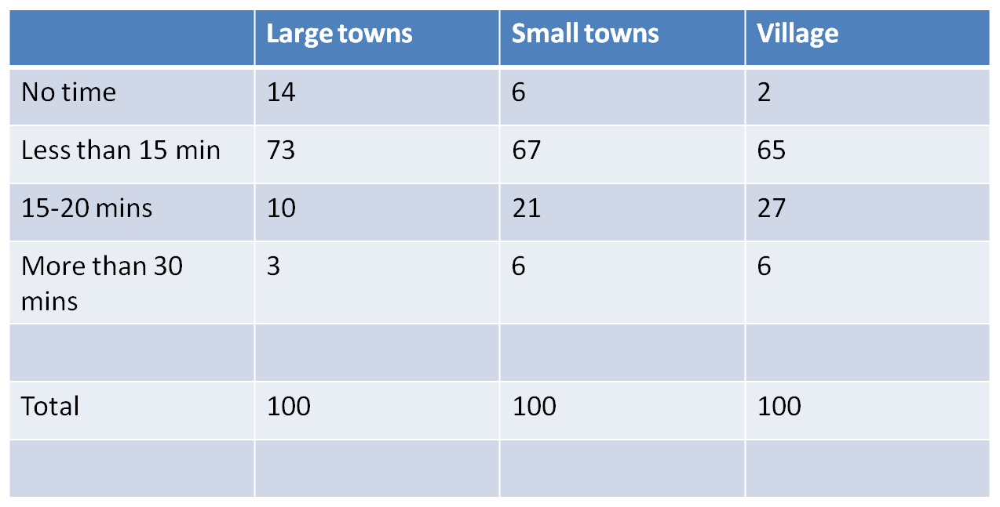 Large towns Small towns Village
No time 14 6 2
Less than 15 min 73 67 65
15-20 mins 10 21 27
More than 30 3 6 6
mins
Total 100 100 100